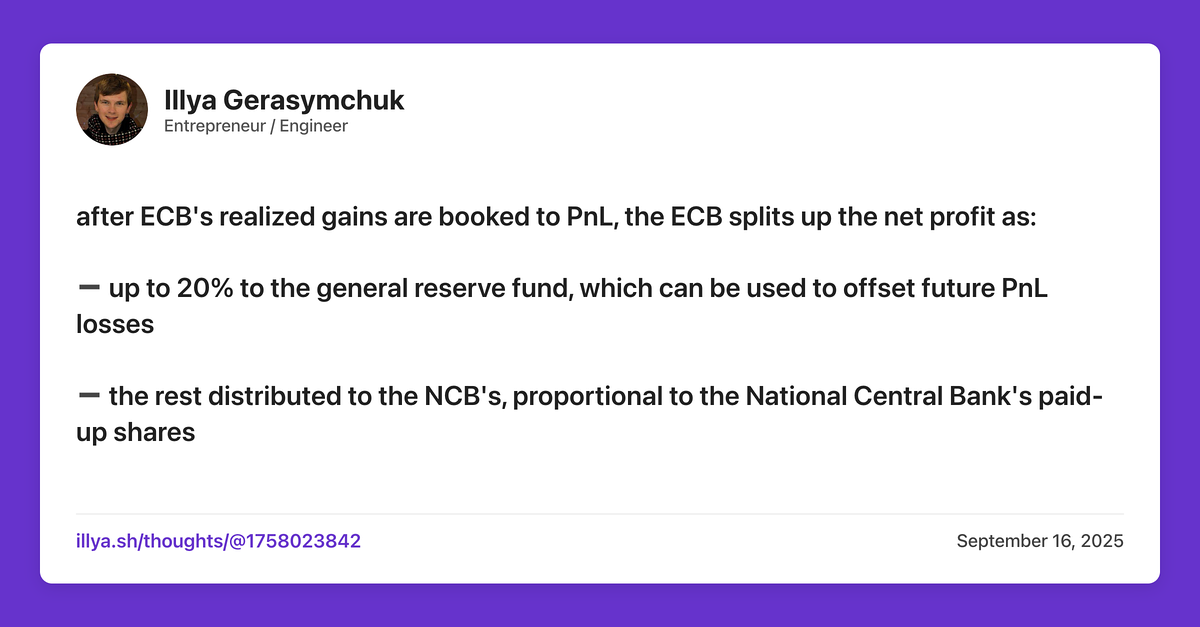 Illya Gerasymchuk
Entrepreneur / Engineer
after ECB's realized gains are booked to PnL, the ECB splits up the net profit as:
— up to 20% to the general reserve fund, which can be used to offset future PnL
losses
— the rest distributed to the NCB's, proportional to the National Central Bank's paid-
up shares
illya.sh/thoughts/@1758023842
September 16, 2025